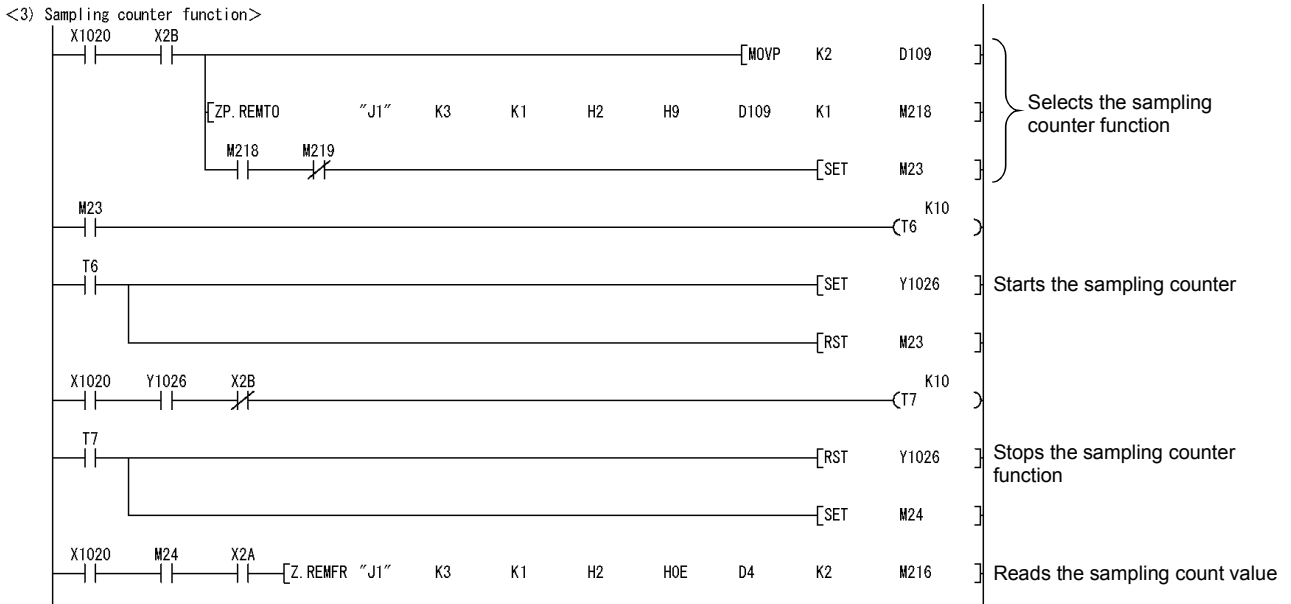 <3) Sampling counter function>
X1020 X2B
[MOVP K2 D109 ]
[ZP.REMTO "J1" K3 K1 H2 H9 D109 K1 M218 ]
Selects the sampling
counter function
M218 M219
[SET M23 ]
M23 K10
(T6 )
T6
[SET Y1026 ] Starts the sampling counter
[RST M23 ]
X1020 Y1026 X2B K10
(T7 )
T7
[RST Y1026 ] Stops the sampling counter
function
[SET M24 ]
X1020 M24 X2A
[Z.REMFR "J1" K3 K1 H2 H0E D4 K2 M216 ] Reads the sampling count value